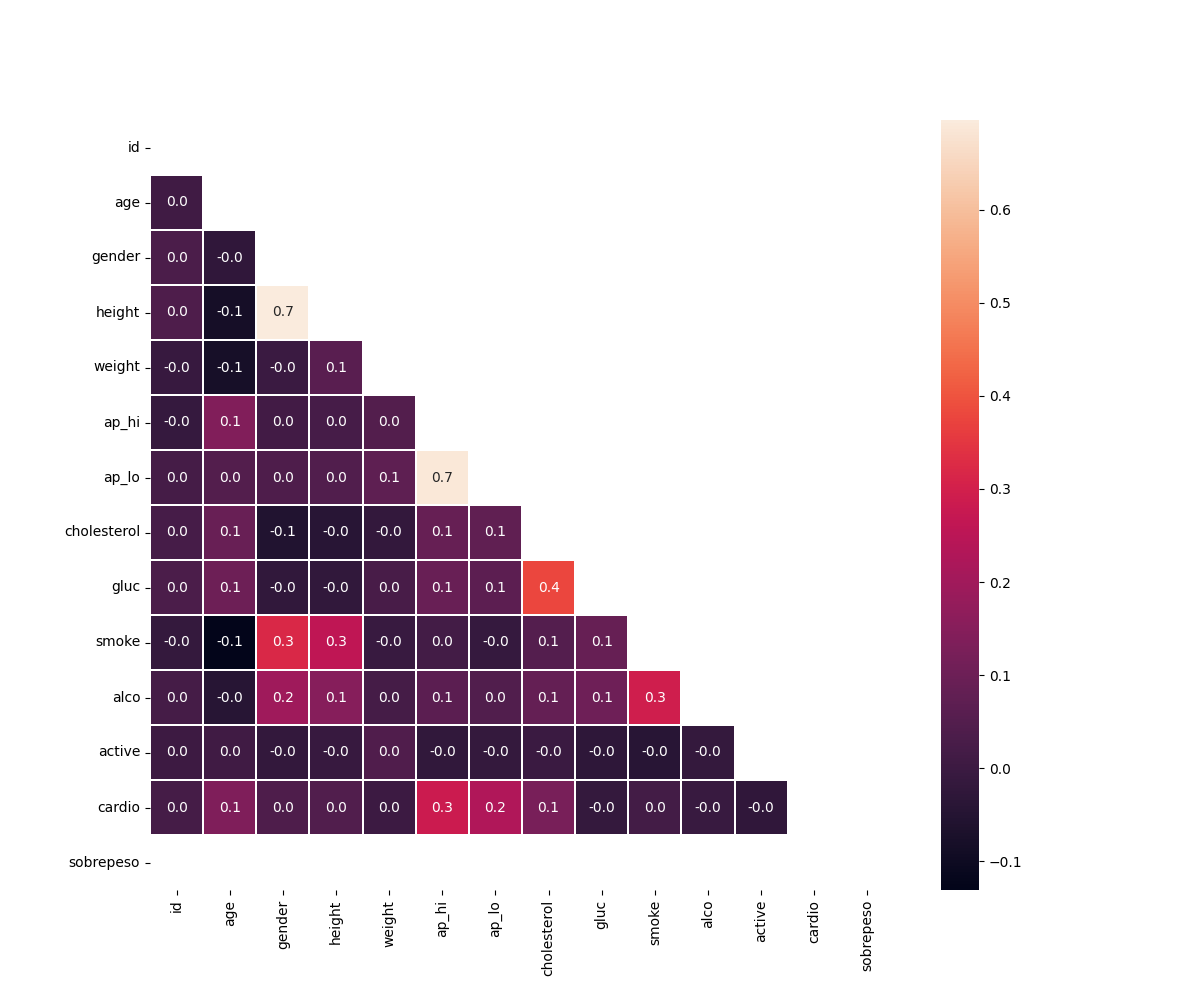 id
age 0.0
gender 0.0 -0.0
height 0.0 -0.1 0.7
weight -0.0 -0.1 -0.0 0.1
ap_hi -0.0 0.1 0.0 0.0 0.0
ap_lo 0.0 0.0 0.0 0.0 0.1 0.7
cholesterol 0.0 0.1 -0.1 -0.0 -0.0 0.1 0.1
gluc 0.0 0.1 -0.0 -0.0 0.0 0.1 0.1 0.4
smoke -0.0 -0.1 0.3 0.3 -0.0 0.0 -0.0 0.1 0.1
alco 0.0 -0.0 0.2 0.1 0.0 0.1 0.0 0.1 0.1 0.3
active 0.0 0.0 -0.0 -0.0 0.0 -0.0 -0.0 -0.0 -0.0 -0.0 -0.0
cardio 0.0 0.1 0.0 0.0 0.0 0.3 0.2 0.1 -0.0 0.0 -0.0 -0.0
sobrepeso
id age gender height weight ap_hi ap_lo cholesterol gluc smoke alco active cardio sobrepeso
0.6
0.5
0.4
0.3
0.2
0.1
0.0
−0.1